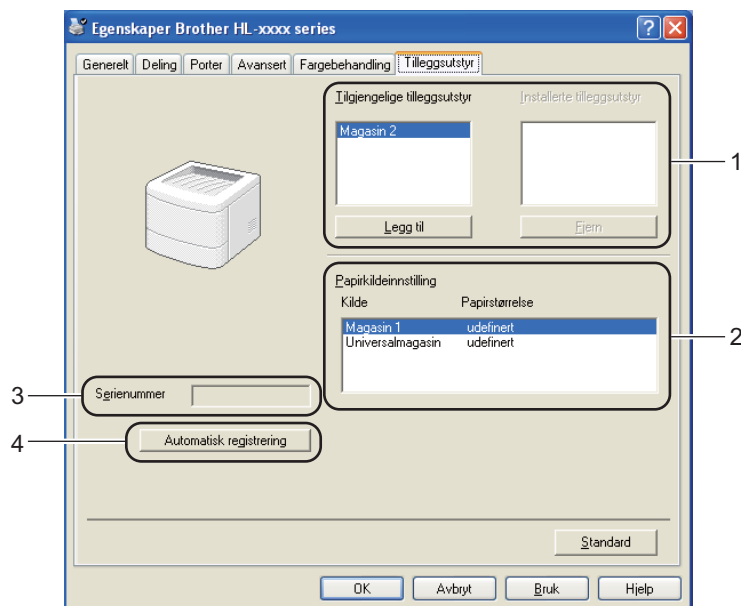 Egenskaper Brother HL-xxxx series
Generelt Deling Porter Avansert Fargebehandling Tilleggsutstyr
Tilgjengelige tilleggsutstyr Installerte tilleggsutstyr
Magasin 2
1
Legg til Fjern
Papirkildeinnstilling
Kilde Papirstørrelse
Magasin 1 udefinert
2
Universalmagasin udefinert
3 Serienummer
4 Automatisk registrering
Standard
OK Avbryt Bruk Hjelp